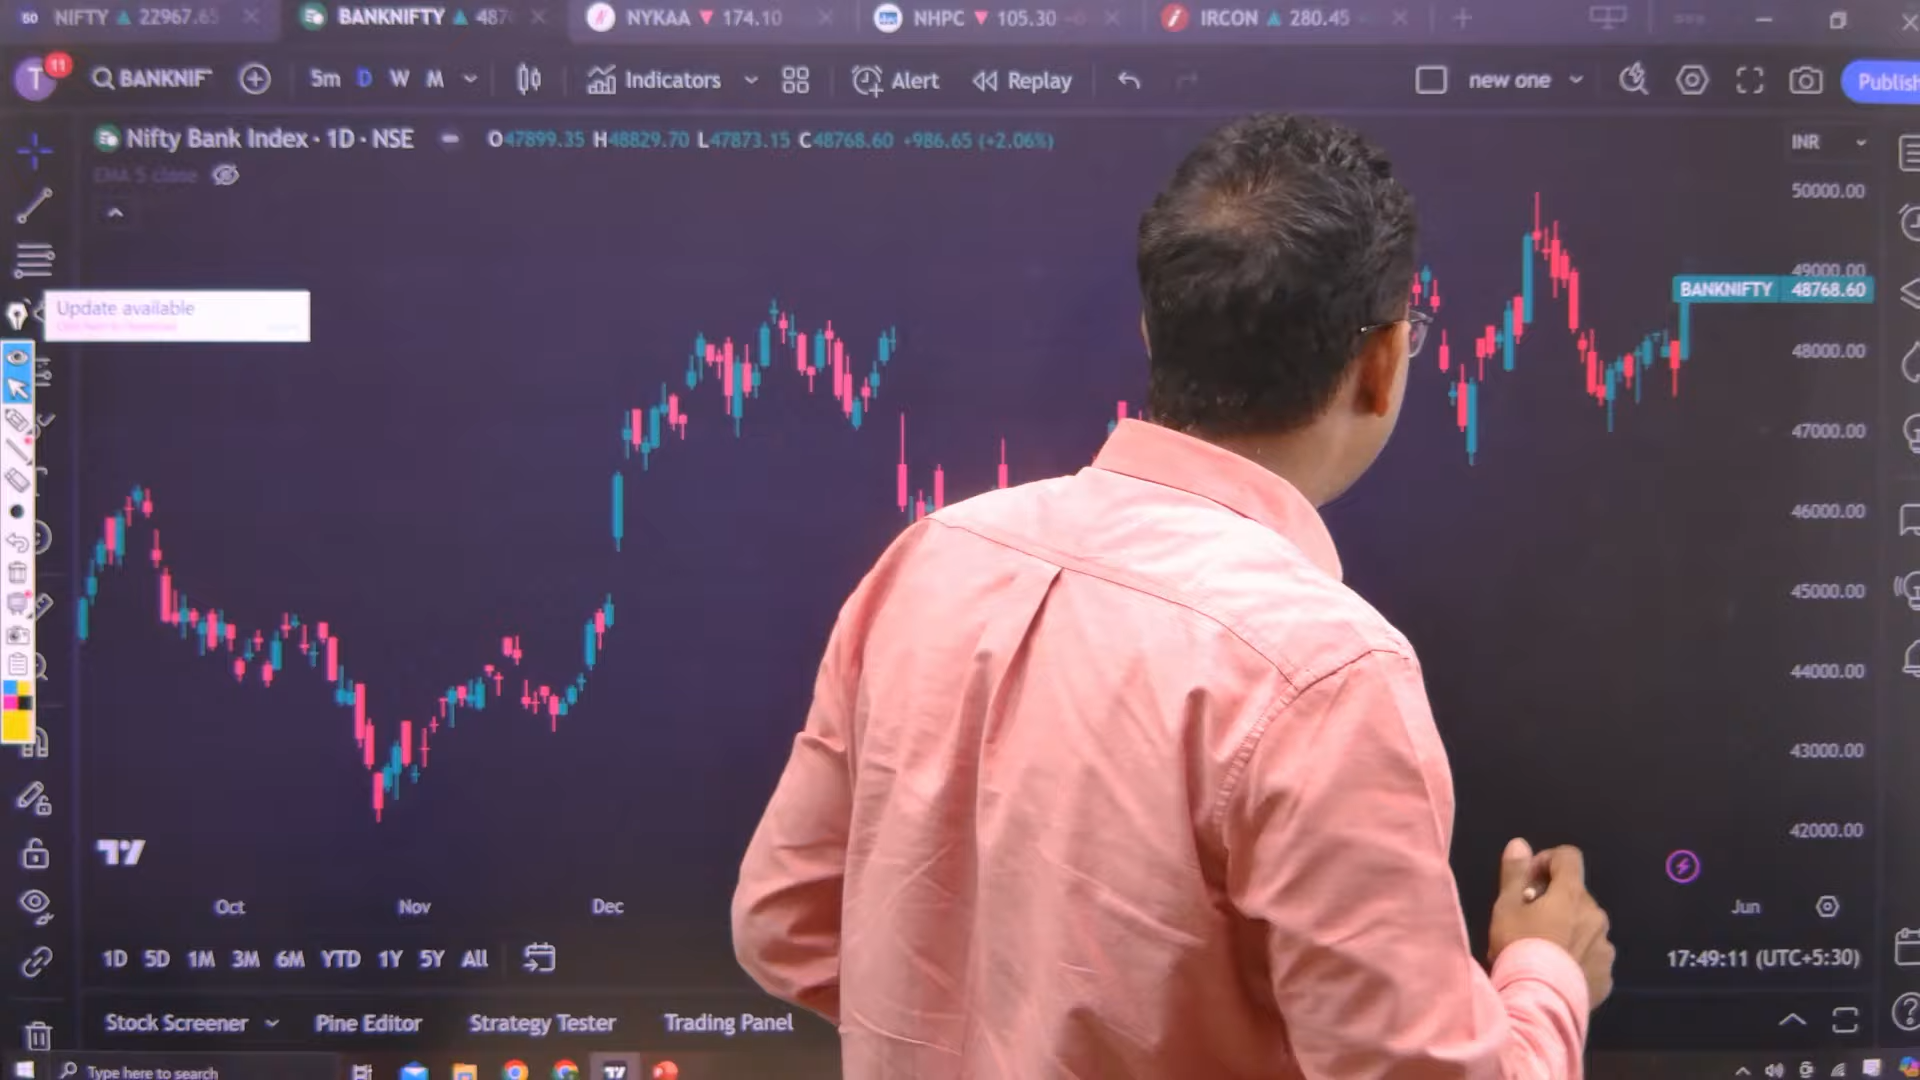 NIFTY ▲ 22967.65
BANKNIFTY ▲ 487
NYKAA ▼ 174.10
NHPC ▼ 105.30
IRCON ▲ 280.45
T 11
BANKNIF
5m D W M
Indicators
Alert
Replay
new one
Publish
Nifty Bank Index · 1D · NSE
O47899.35 H48829.70 L47873.15 C48768.60 +986.65 (+2.06%)
INR
EMA 5 close
50000.00
49000.00
BANKNIFTY 48768.60
Update available
48000.00
47000.00
46000.00
45000.00
44000.00
43000.00
42000.00
Oct Nov Dec Jun
1D 5D 1M 3M 6M YTD 1Y 5Y All
17:49:11 (UTC+5:30)
Stock Screener Pine Editor Strategy Tester Trading Panel
Type here to search